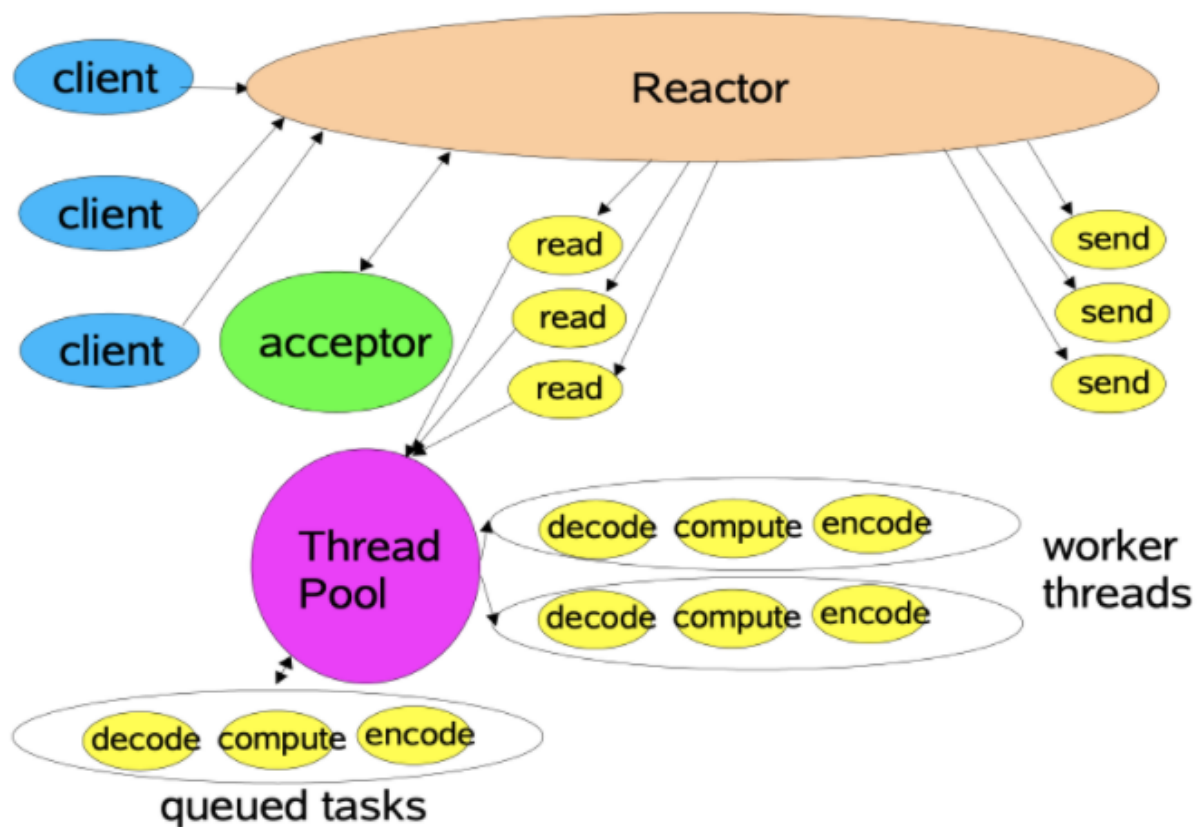 client
Reactor
client
client
acceptor
read
read
read
send
send
send
Thread
Pool
decode compute encode
decode compute encode
worker
threads
decode compute encode
queued tasks